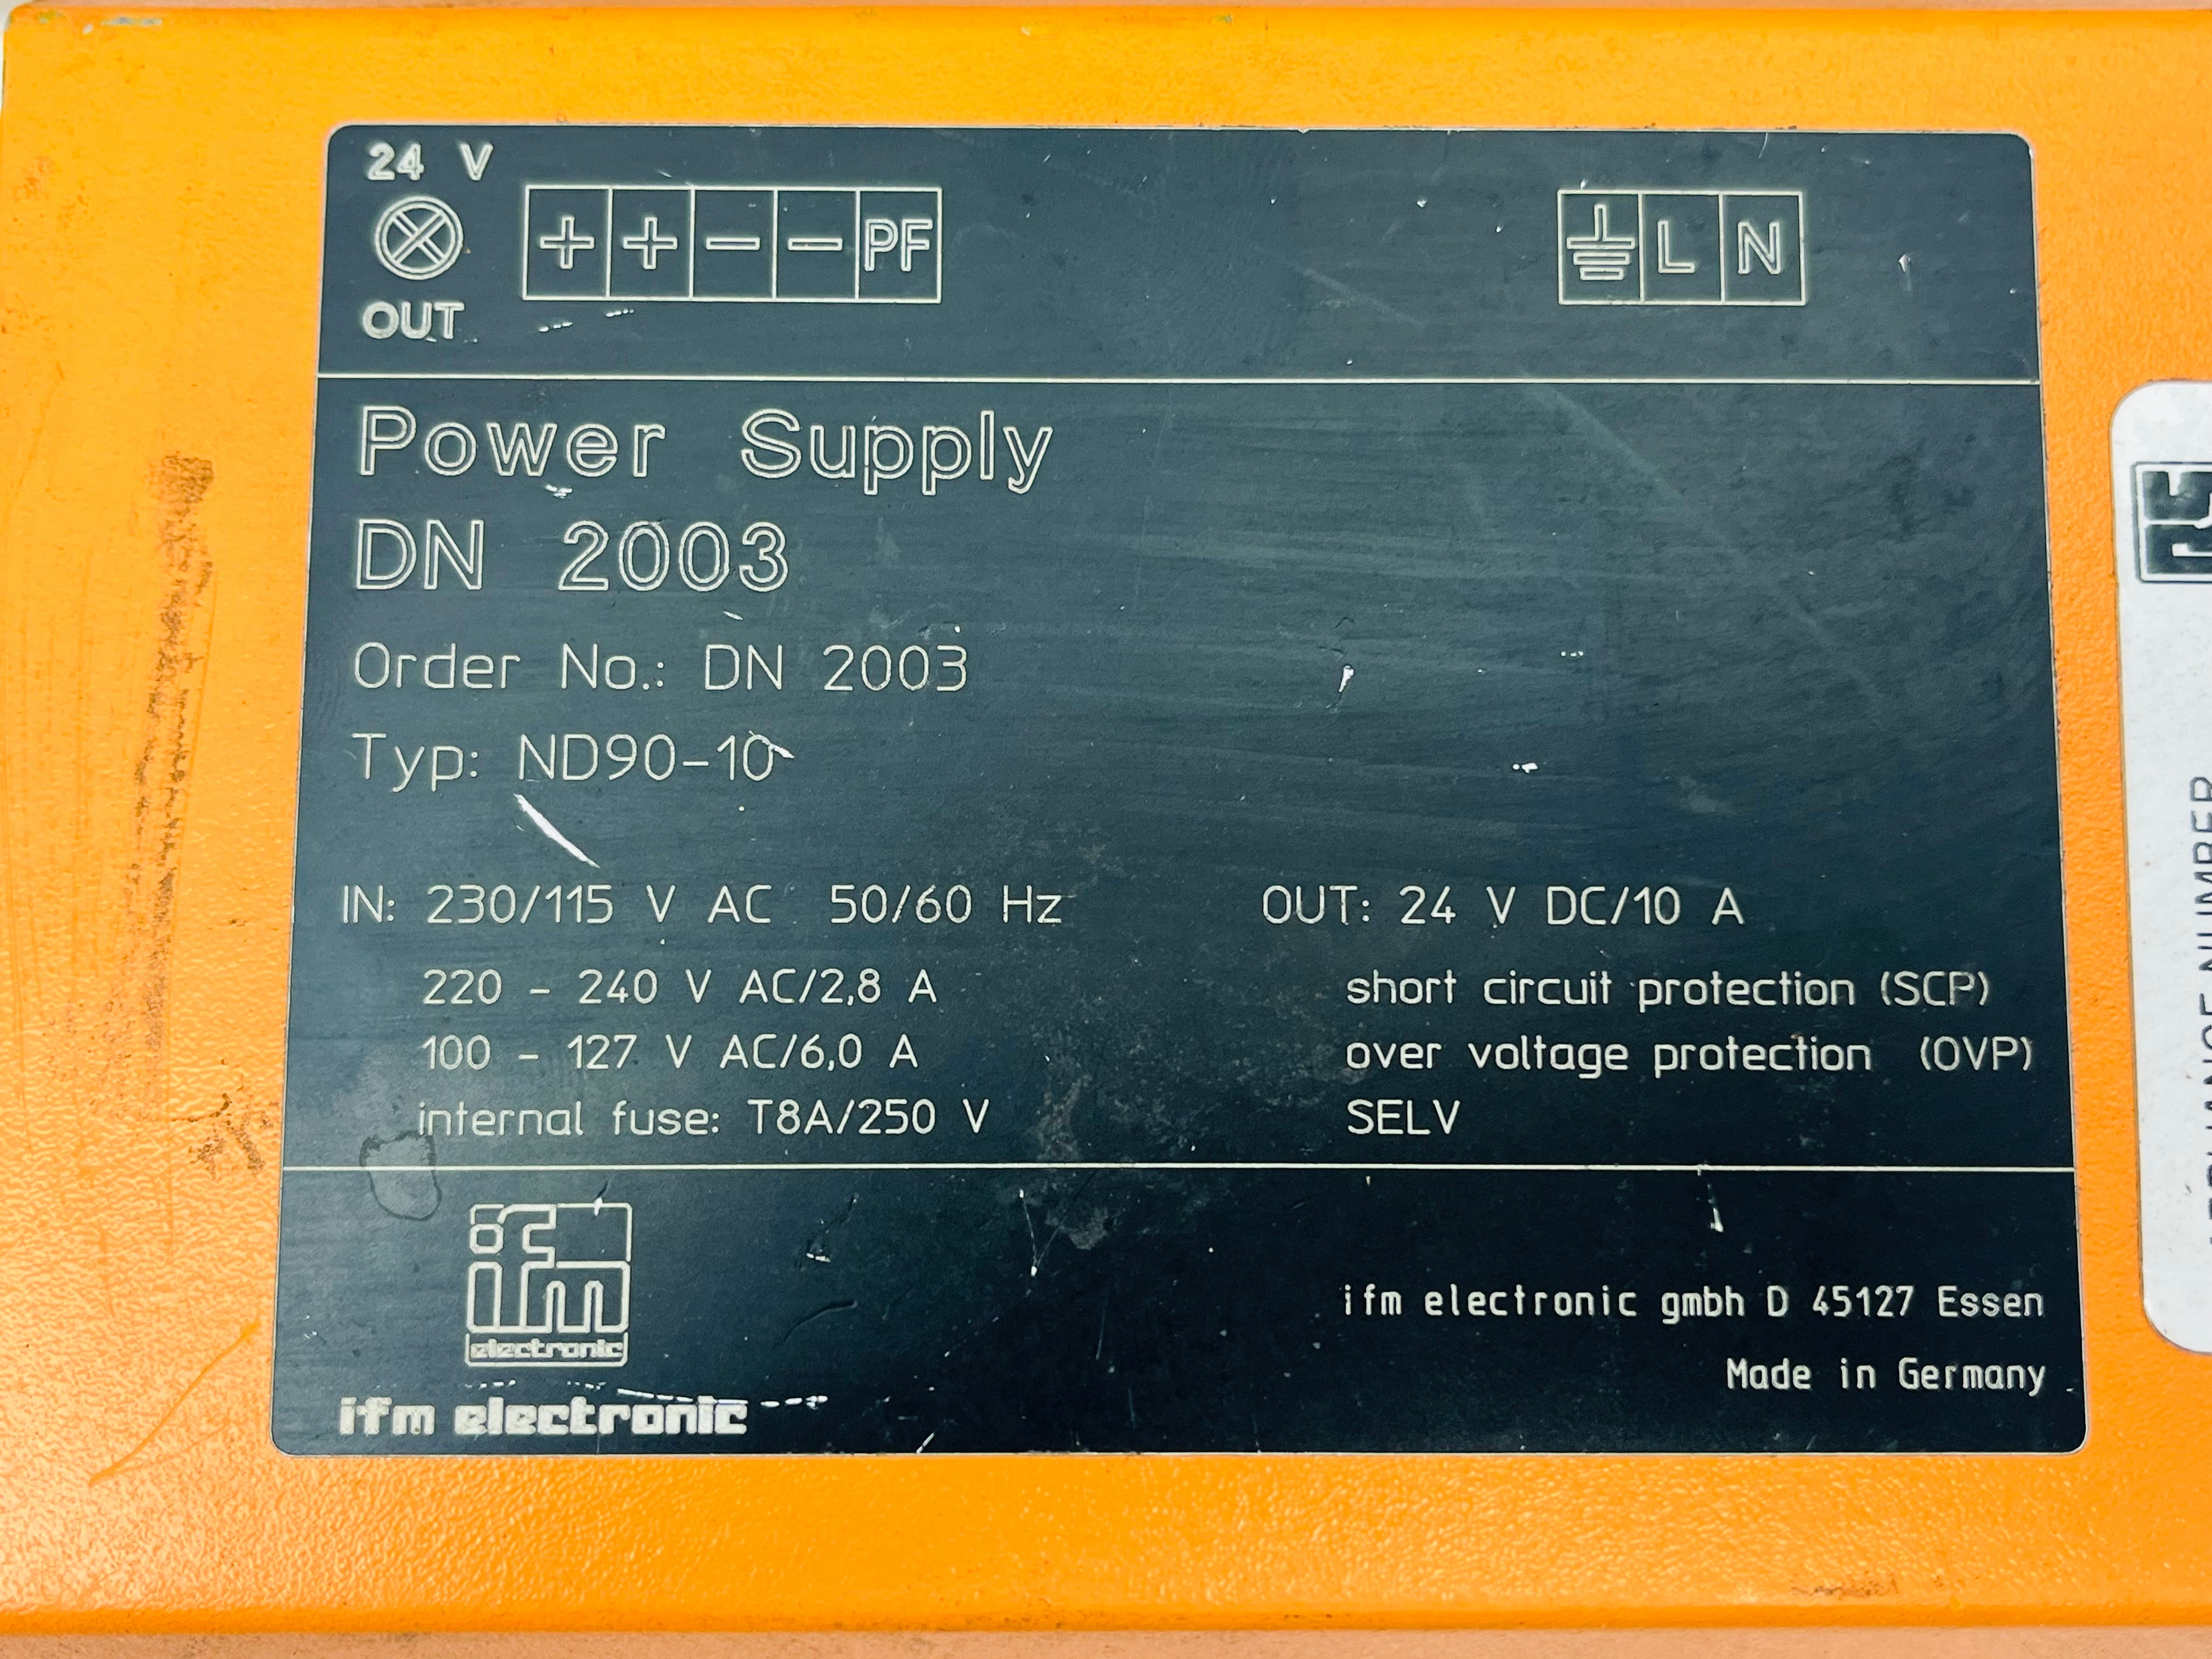 24 V
OUT
+ + − − PF
L N
Power Supply
DN 2003
Order No.: DN 2003
Typ: ND90-10
IN: 230/115 V AC 50/60 Hz
220 - 240 V AC/2,8 A
100 - 127 V AC/6,0 A
internal fuse: T8A/250 V
OUT: 24 V DC/10 A
short circuit protection (SCP)
over voltage protection (OVP)
SELV
ifm
electronic
ifm electronic
ifm electronic gmbh D 45127 Essen
Made in Germany
NUMBER